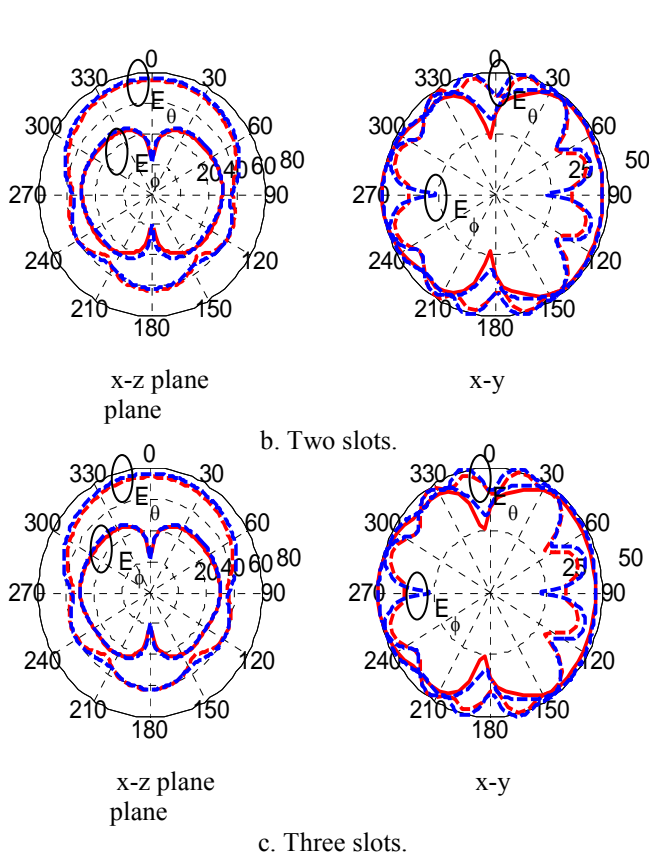 0 0
330 30 330 30
E θ E θ
300 60 300 60
E ϕ 20 40 60 80 25 50
270 90 270 E ϕ 90
240 120 240 120
210 150 210 150
180 180
x-z plane x-y
plane
b. Two slots.
0 0
330 30 330 30
E θ E θ
300 60 300 60
E ϕ 20 40 60 80 25 50
270 90 270 E ϕ 90
240 120 240 120
210 150 210 150
180 180
x-z plane x-y
plane
c. Three slots.